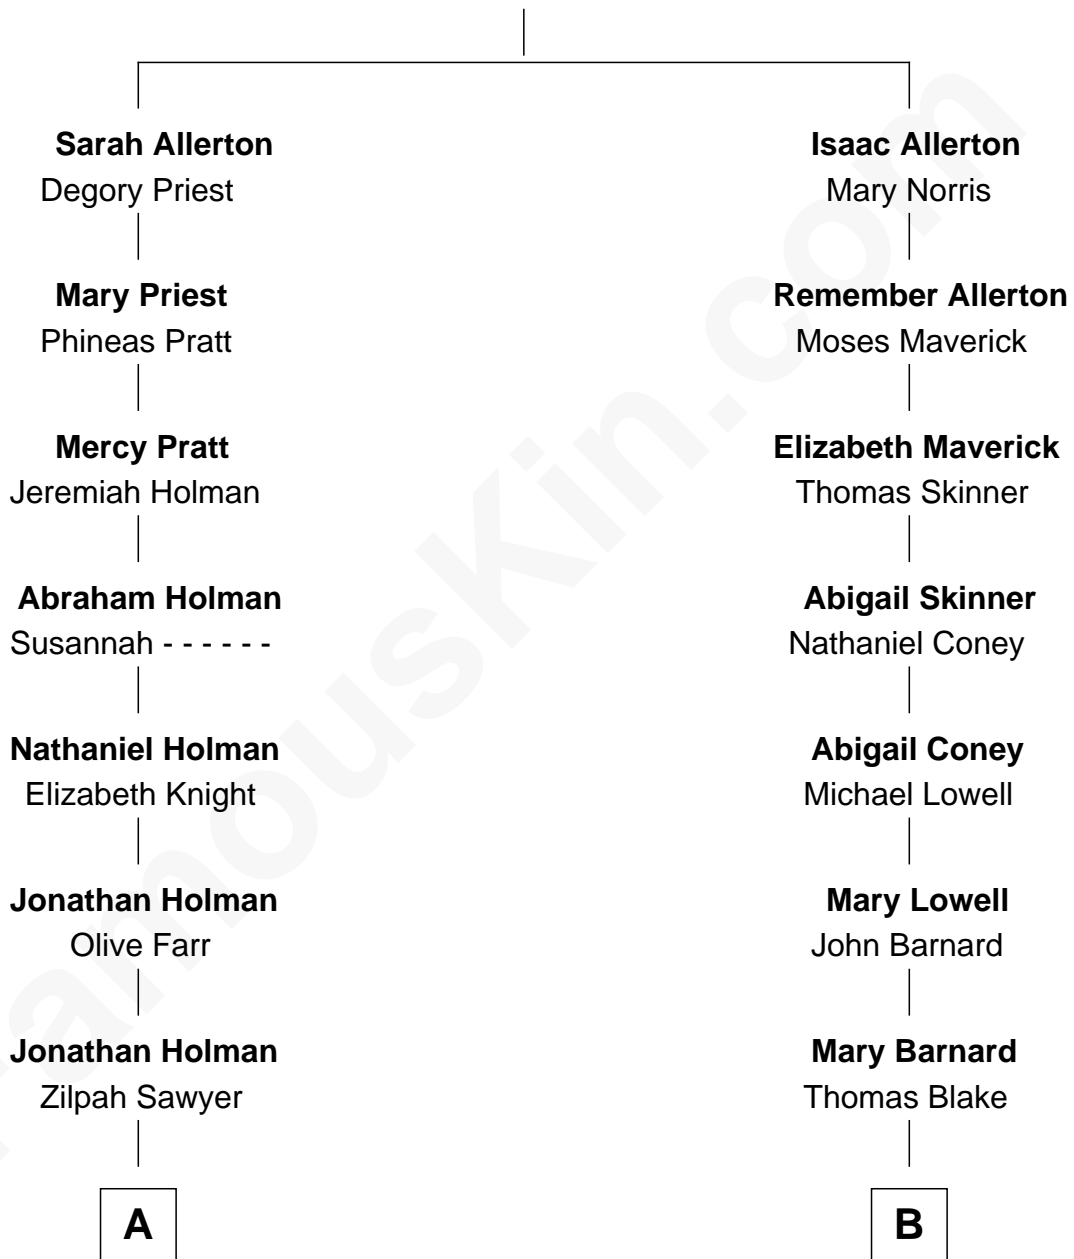 Sarah Allerton
Degory Priest
Mary Priest
Phineas Pratt
Mercy Pratt
Jeremiah Holman
Abraham Holman
Susannah - - - - - -
Nathaniel Holman
Elizabeth Knight
Jonathan Holman
Olive Farr
Jonathan Holman
Zilpah Sawyer
A
Isaac Allerton
Mary Norris
Remember Allerton
Moses Maverick
Elizabeth Maverick
Thomas Skinner
Abigail Skinner
Nathaniel Coney
Abigail Coney
Michael Lowell
Mary Lowell
John Barnard
Mary Barnard
Thomas Blake
B
FamousKin.com